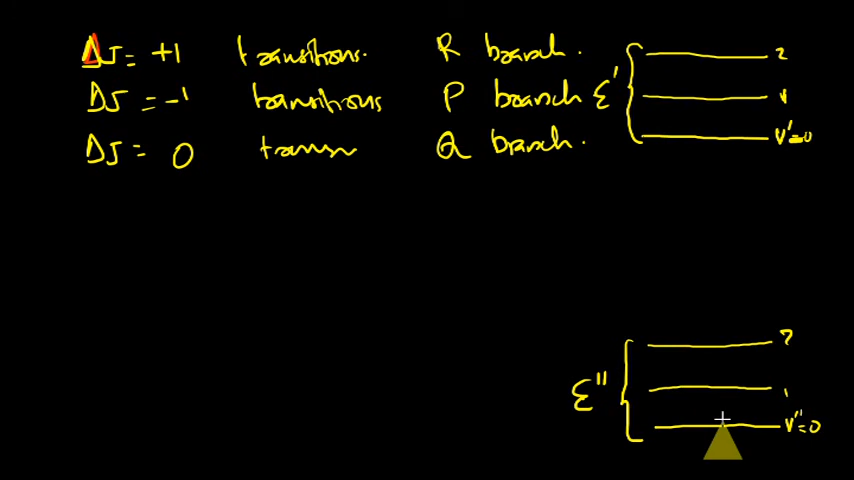 ΔJ = +1 transitions. R branch.
ΔJ = -1 transitions P branch
ΔJ = 0 transn Q branch.
ε'
2
1
v'=0
ε''
2
1
v''=0